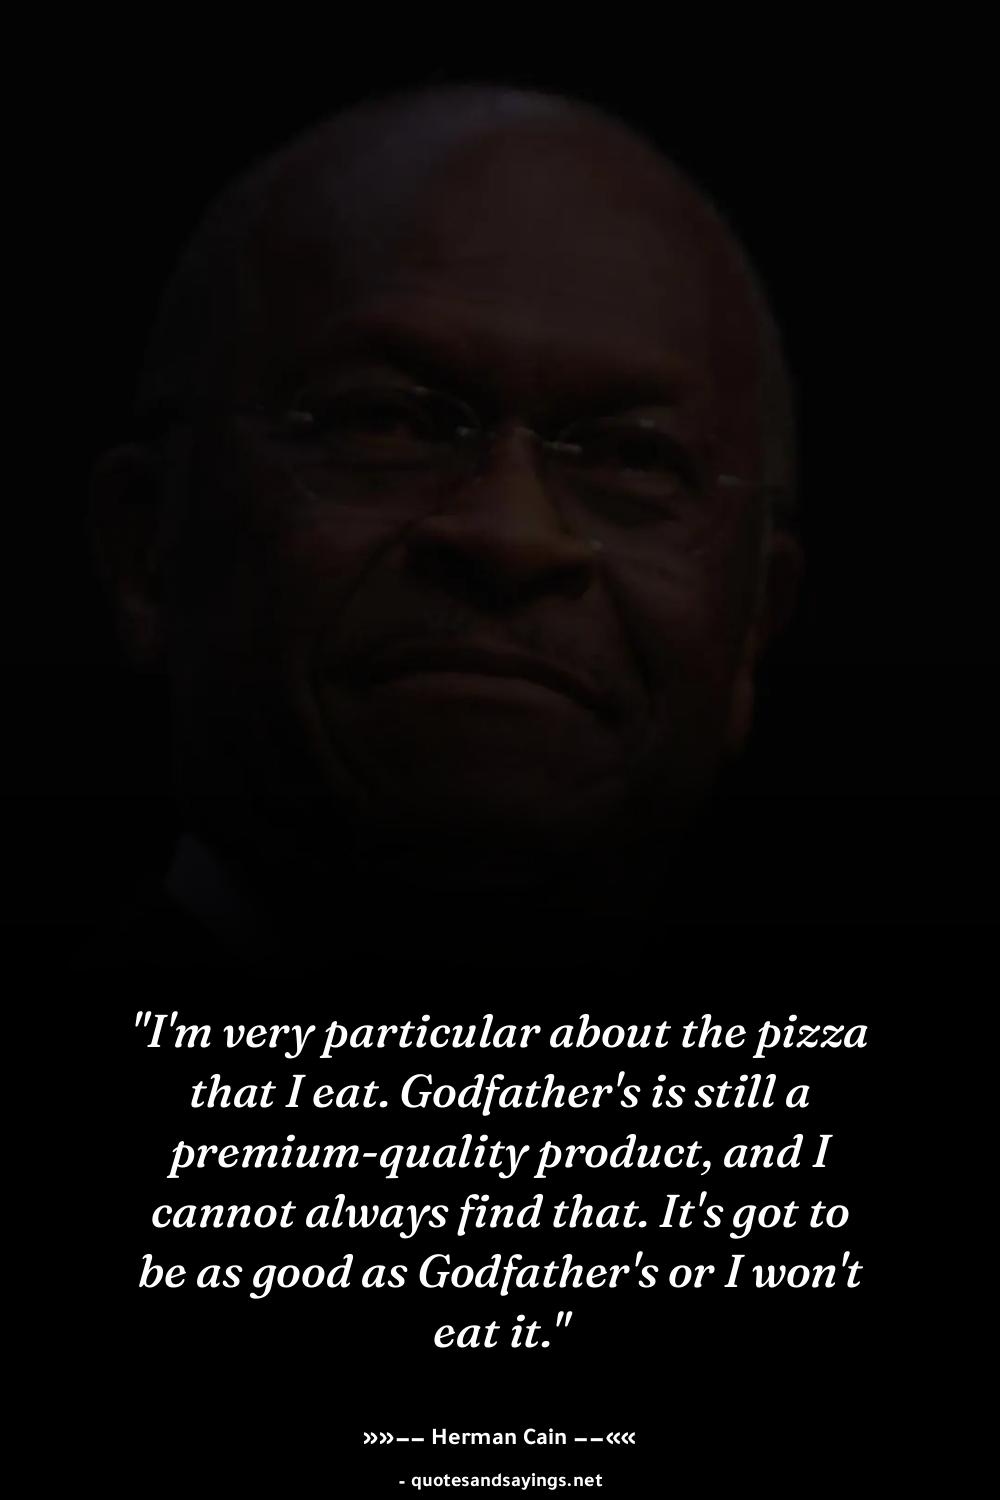 "I'm very particular about the pizza
that I eat. Godfather's is still a
premium-quality product, and I
cannot always find that. It's got to
be as good as Godfather's or I won't
eat it."
»»−− Herman Cain −−««
- quotesandsayings.net